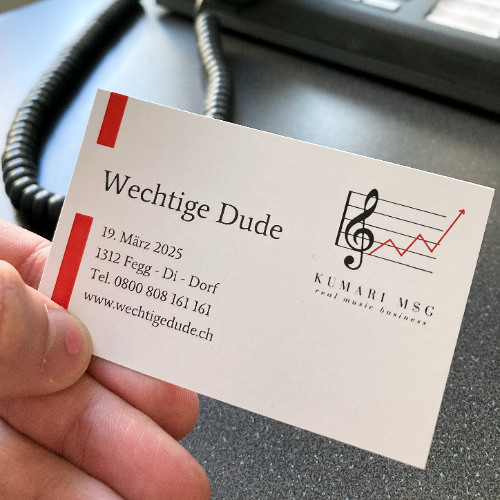 Wechtige Dude
19. März 2025
1312 Fegg - Di - Dorf
Tel. 0800 808 161 161
www.wechtigedude.ch
KUMARI MSG
real music business